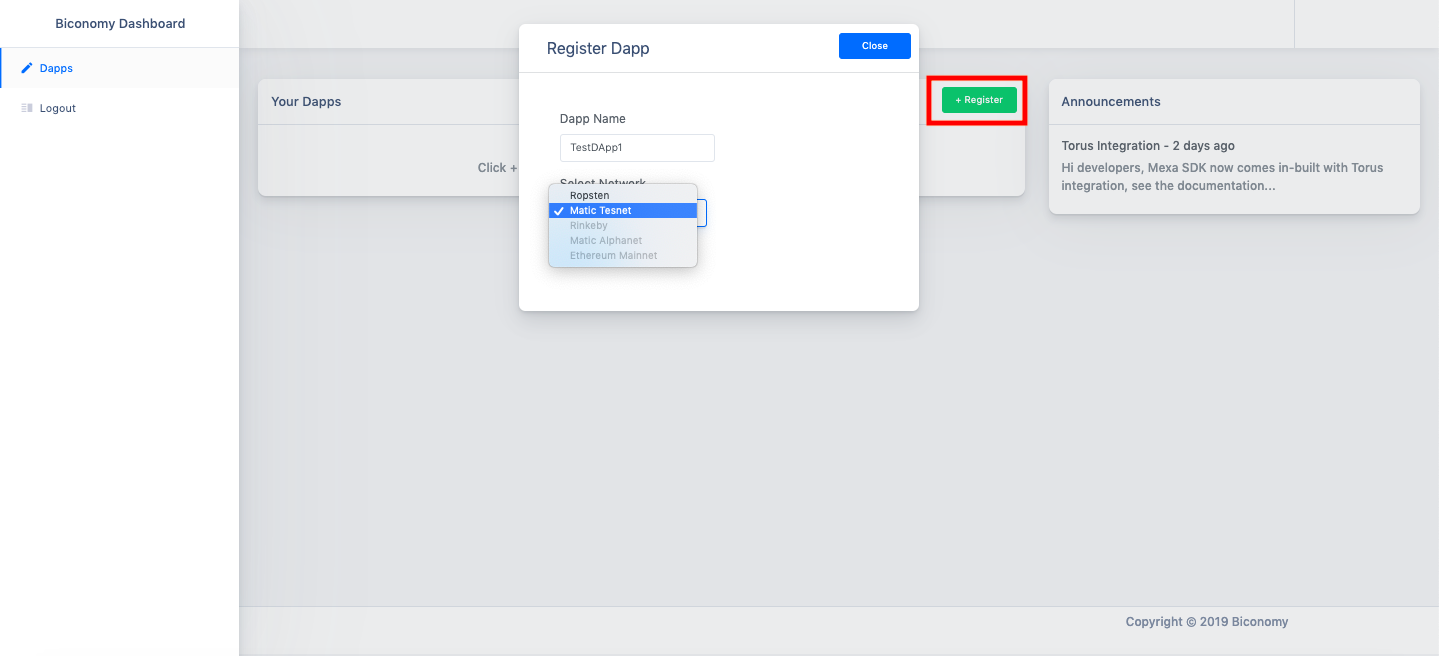 Biconomy Dashboard
Dapps
Logout
Register Dapp
Close
Your Dapps
+ Register
Click +
Dapp Name
TestDApp1
Select Network
Ropsten
Matic Tesnet
Rinkeby
Matic Alphanet
Ethereum Mainnet
Announcements
Torus Integration - 2 days ago
Hi developers, Mexa SDK now comes in-built with Torus
integration, see the documentation...
Copyright © 2019 Biconomy